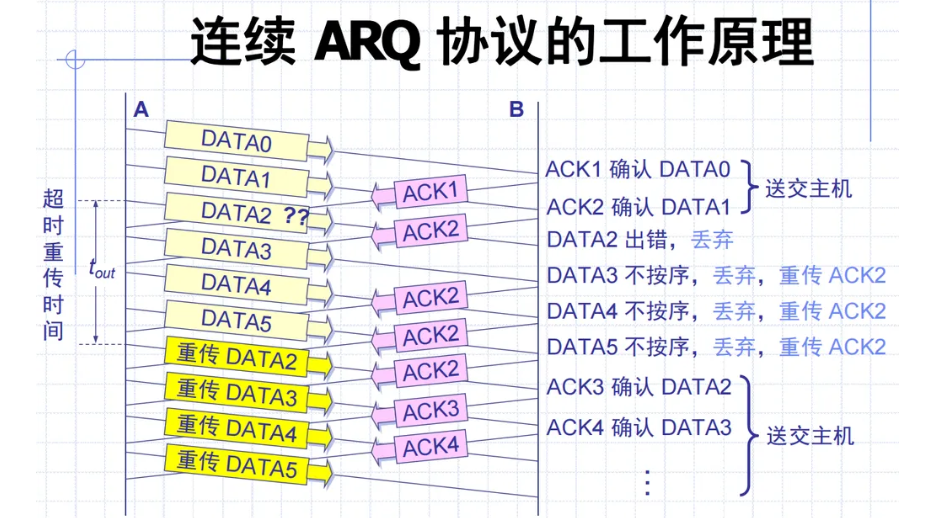 连续 ARQ 协议的工作原理
A
B
DATA0
DATA1
DATA2 ??
DATA3
DATA4
DATA5
重传 DATA2
重传 DATA3
重传 DATA4
重传 DATA5
超时重传时间
tout
ACK1
ACK2
ACK2
ACK2
ACK2
ACK3
ACK4
ACK1 确认 DATA0
ACK2 确认 DATA1
送交主机
DATA2 出错，丢弃
DATA3 不按序，丢弃，重传 ACK2
DATA4 不按序，丢弃，重传 ACK2
DATA5 不按序，丢弃，重传 ACK2
ACK3 确认 DATA2
ACK4 确认 DATA3
送交主机
⋮